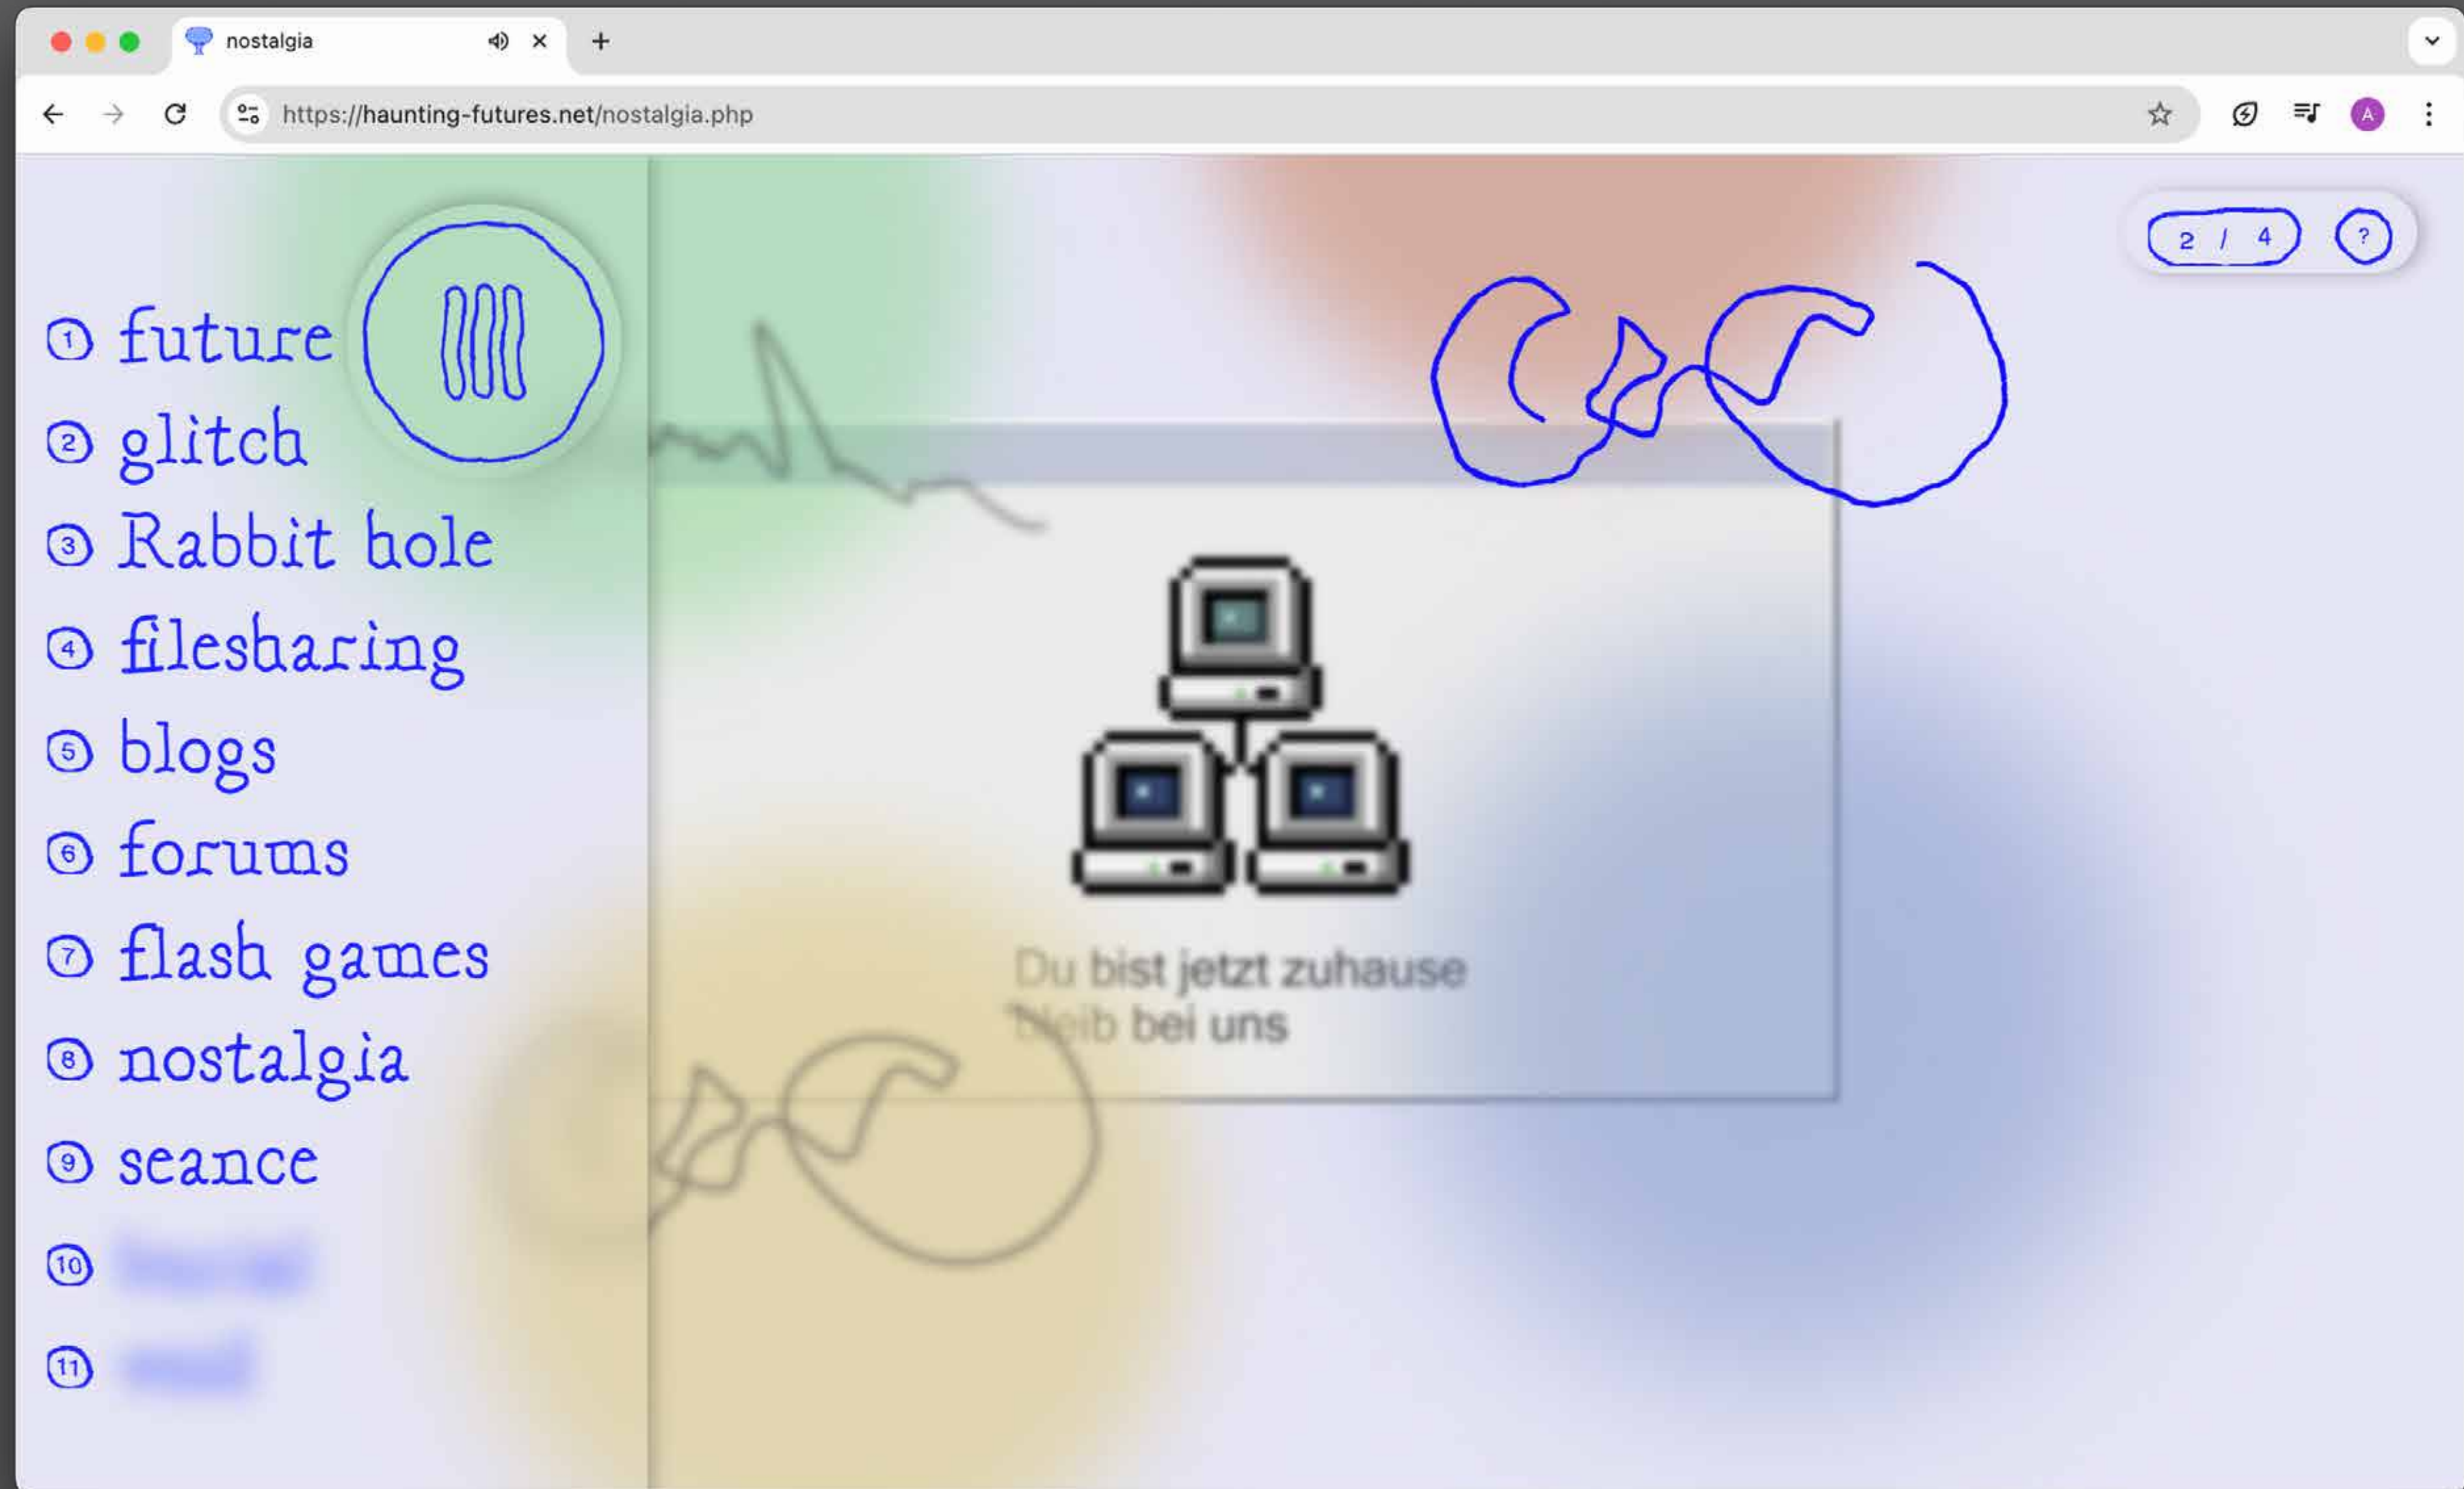 nostalgia
https://haunting-futures.net/nostalgia.php
A
2 / 4
?
1 future
2 glitch
3 Rabbit hole
4 filesharing
5 blogs
6 forums
7 flash games
8 nostalgia
9 seance
10
11
Du bist jetzt zuhause
bleib bei uns